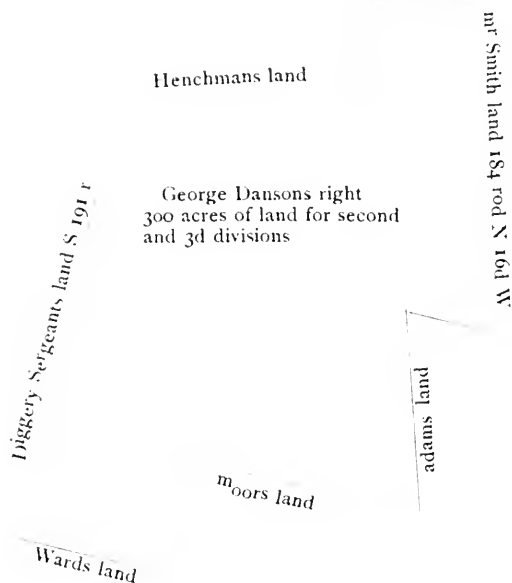 Henchmans land
mr Smith land 184 rod N 16d W
George Dansons right
300 acres of land for second
and 3d divisions
Diggery Sergeants land S 191 r
adams land
moors land
Wards land